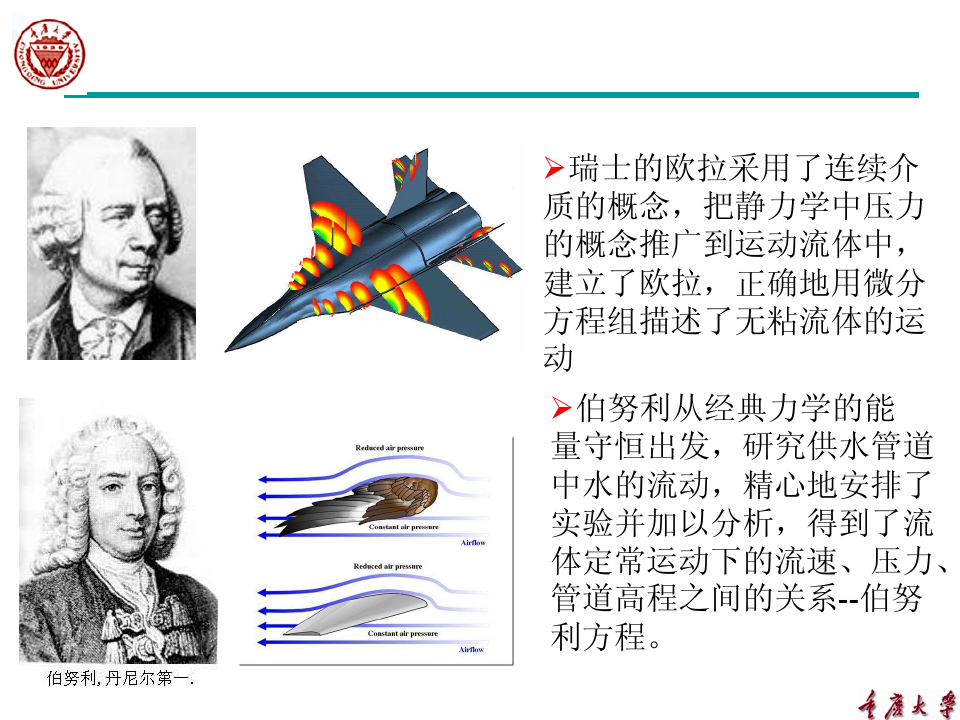 CHONGQING UNIVERSITY
1929
➢瑞士的欧拉采用了连续介
质的概念，把静力学中压力
的概念推广到运动流体中，
建立了欧拉，正确地用微分
方程组描述了无粘流体的运
动
➢伯努利从经典力学的能
量守恒出发，研究供水管道
中水的流动，精心地安排了
实验并加以分析，得到了流
体定常运动下的流速、压力、
管道高程之间的关系--伯努
利方程。
Reduced air pressure
Constant air pressure
Airflow
Reduced air pressure
Constant air pressure
Airflow
伯努利,丹尼尔第一.
重庆大学